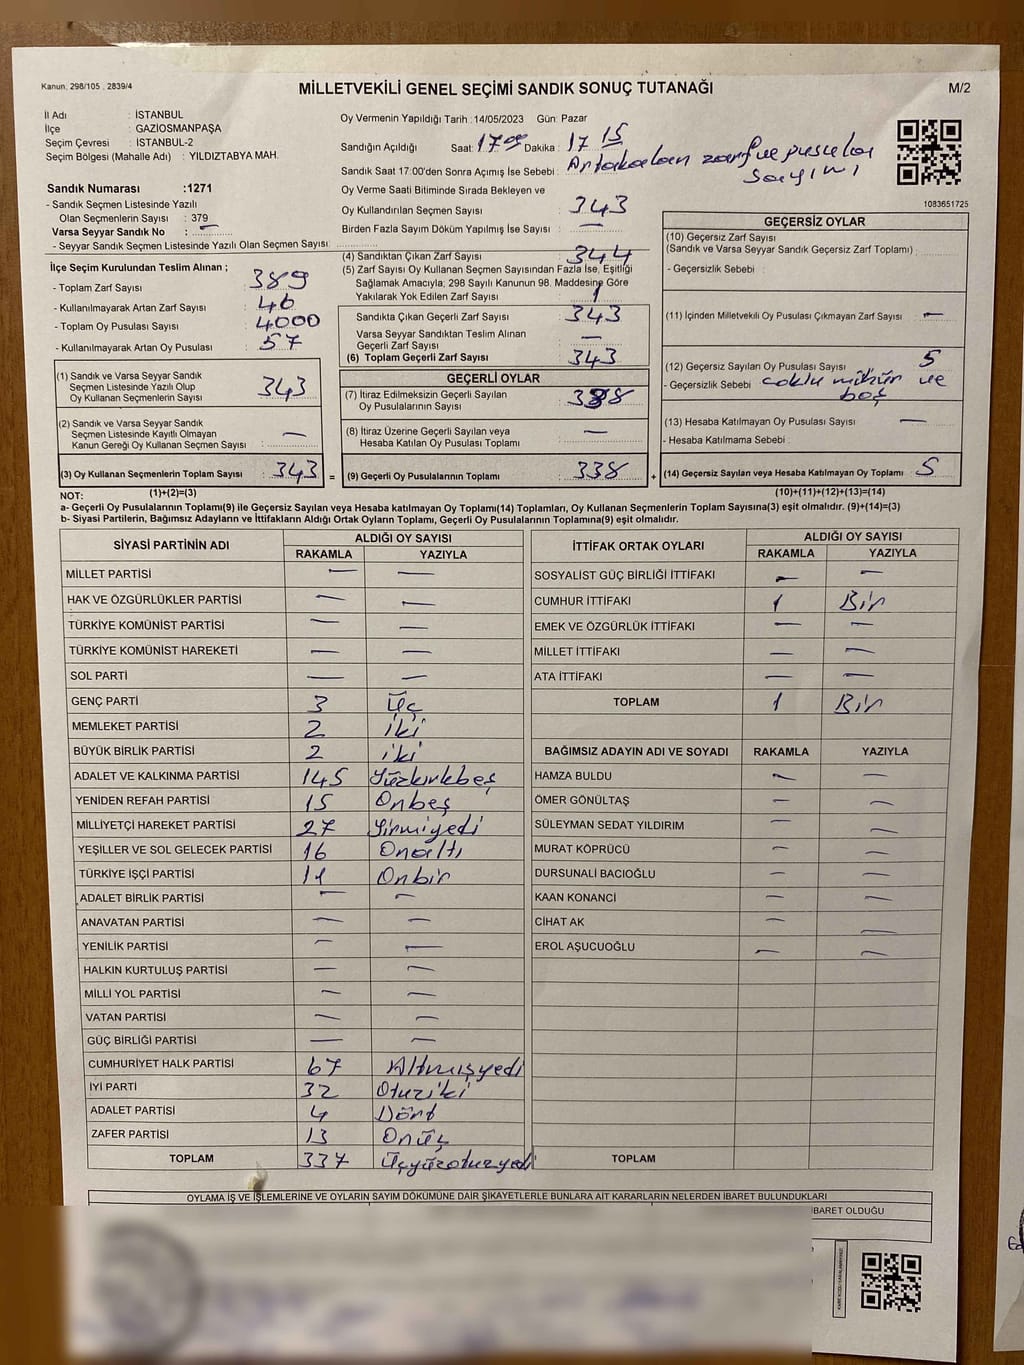 Kanun; 298/105 , 2839/4
MİLLETVEKİLİ GENEL SEÇİMİ SANDIK SONUÇ TUTANAĞI
M/2
İl Adı : İSTANBUL
İlçe : GAZİOSMANPAŞA
Seçim Çevresi : İSTANBUL-2
Seçim Bölgesi (Mahalle Adı) : YILDIZTABYA MAH.
Sandık Numarası :1271
- Sandık Seçmen Listesinde Yazılı
Olan Seçmenlerin Sayısı : 379
Varsa Seyyar Sandık No : —
- Seyyar Sandık Seçmen Listesinde Yazılı Olan Seçmen Sayısı
Oy Vermenin Yapıldığı Tarih :14/05/2023 Gün: Pazar
Sandığın Açıldığı Saat: 17 00 Dakika : 17 15
Sandık Saat 17:00'den Sonra Açımış İse Sebebi : Artakalan zarf ve pusulaların
sayımı
Oy Verme Saati Bitiminde Sırada Bekleyen ve
Oy Kullandırılan Seçmen Sayısı 343
Birden Fazla Sayım Döküm Yapılmış İse Sayısı : —
(4) Sandıktan Çıkan Zarf Sayısı : 344
(5) Zarf Sayısı Oy Kullanan Seçmen Sayısından Fazla İse, Eşitliği
Sağlamak Amacıyla; 298 Sayılı Kanunun 98. Maddesine Göre
Yakılarak Yok Edilen Zarf Sayısı : 1
1083651725
İlçe Seçim Kurulundan Teslim Alınan ;
- Toplam Zarf Sayısı : 389
- Kullanılmayarak Artan Zarf Sayısı : 46
- Toplam Oy Pusulası Sayısı : 4000
- Kullanılmayarak Artan Oy Pusulası : 57
Sandıkta Çıkan Geçerli Zarf Sayısı : 343
Varsa Seyyar Sandıktan Teslim Alınan
Geçerli Zarf Sayısı : —
(6) Toplam Geçerli Zarf Sayısı 343
(1) Sandık ve Varsa Seyyar Sandık
Seçmen Listesinde Yazılı Olup
Oy Kullanan Seçmenlerin Sayısı : 343
(2) Sandık ve Varsa Seyyar Sandık
Seçmen Listesinde Kayıtlı Olmayan
Kanun Gereği Oy Kullanan Seçmen Sayısı : —
(3) Oy Kullanan Seçmenlerin Toplam Sayısı : 343 =
GEÇERLİ OYLAR
(7) İtiraz Edilmeksizin Geçerli Sayılan
Oy Pusulalarının Sayısı : 338
(8) İtiraz Üzerine Geçerli Sayılan veya
Hesaba Katılan Oy Pusulası Toplamı : —
(9) Geçerli Oy Pusulalarının Toplamı : 338 +
GEÇERSİZ OYLAR
(10) Geçersiz Zarf Sayısı
(Sandık ve Varsa Seyyar Sandık Geçersiz Zarf Toplamı) :
- Geçersizlik Sebebi :
(11) İçinden Milletvekili Oy Pusulası Çıkmayan Zarf Sayısı : —
(12) Geçersiz Sayılan Oy Pusulası Sayısı : 5
- Geçersizlik Sebebi : çoklu mühür ve
boş
(13) Hesaba Katılmayan Oy Pusulası Sayısı : —
- Hesaba Katılmama Sebebi :
(14) Geçersiz Sayılan veya Hesaba Katılmayan Oy Toplamı : 5
NOT: (1)+(2)=(3) (10)+(11)+(12)+(13)=(14)
a- Geçerli Oy Pusulalarının Toplamı(9) ile Geçersiz Sayılan veya Hesaba katılmayan Oy Toplamı(14) Toplamları, Oy Kullanan Seçmenlerin Toplam Sayısına(3) eşit olmalıdır. (9)+(14)=(3)
b- Siyasi Partilerin, Bağımsız Adayların ve İttifakların Aldığı Ortak Oyların Toplamı, Geçerli Oy Pusulalarının Toplamına(9) eşit olmalıdır.
SİYASİ PARTİNİN ADI ALDIĞI OY SAYISI
RAKAMLA YAZIYLA
MİLLET PARTİSİ — —
HAK VE ÖZGÜRLÜKLER PARTİSİ — —
TÜRKİYE KOMÜNİST PARTİSİ — —
TÜRKİYE KOMÜNİST HAREKETİ — —
SOL PARTİ — —
GENÇ PARTİ 3 Üç
MEMLEKET PARTİSİ 2 iki
BÜYÜK BİRLİK PARTİSİ 2 iki
ADALET VE KALKINMA PARTİSİ 145 Yüzkırkbeş
YENİDEN REFAH PARTİSİ 15 Onbeş
MİLLİYETÇİ HAREKET PARTİSİ 27 Yirmiyedi
YEŞİLLER VE SOL GELECEK PARTİSİ 16 Onaltı
TÜRKİYE İŞÇİ PARTİSİ 11 Onbir
ADALET BİRLİK PARTİSİ — —
ANAVATAN PARTİSİ — —
YENİLİK PARTİSİ — —
HALKIN KURTULUŞ PARTİSİ — —
MİLLİ YOL PARTİSİ — —
VATAN PARTİSİ — —
GÜÇ BİRLİĞİ PARTİSİ — —
CUMHURİYET HALK PARTİSİ 67 Altmışyedi
İYİ PARTİ 32 Otuziki
ADALET PARTİSİ 4 Dört
ZAFER PARTİSİ 13 Onüç
TOPLAM 337 Üçyüzotuzyedi
İTTİFAK ORTAK OYLARI ALDIĞI OY SAYISI
RAKAMLA YAZIYLA
SOSYALİST GÜÇ BİRLİĞİ İTTİFAKI — —
CUMHUR İTTİFAKI 1 Bir
EMEK VE ÖZGÜRLÜK İTTİFAKI — —
MİLLET İTTİFAKI — —
ATA İTTİFAKI — —
TOPLAM 1 Bir
BAĞIMSIZ ADAYIN ADI VE SOYADI RAKAMLA YAZIYLA
HAMZA BULDU — —
ÖMER GÖNÜLTAŞ — —
SÜLEYMAN SEDAT YILDIRIM — —
MURAT KÖPRÜCÜ — —
DURSUNALİ BACIOĞLU — —
KAAN KONANCİ — —
CİHAT AK — —
EROL AŞUCUOĞLU — —
TOPLAM
OYLAMA İŞ VE İŞLEMLERİNE VE OYLARIN SAYIM DÖKÜMÜNE DAİR ŞİKAYETLERLE BUNLARA AİT KARARLARIN NELERDEN İBARET BULUNDUKLARI
İBARET OLDUĞU